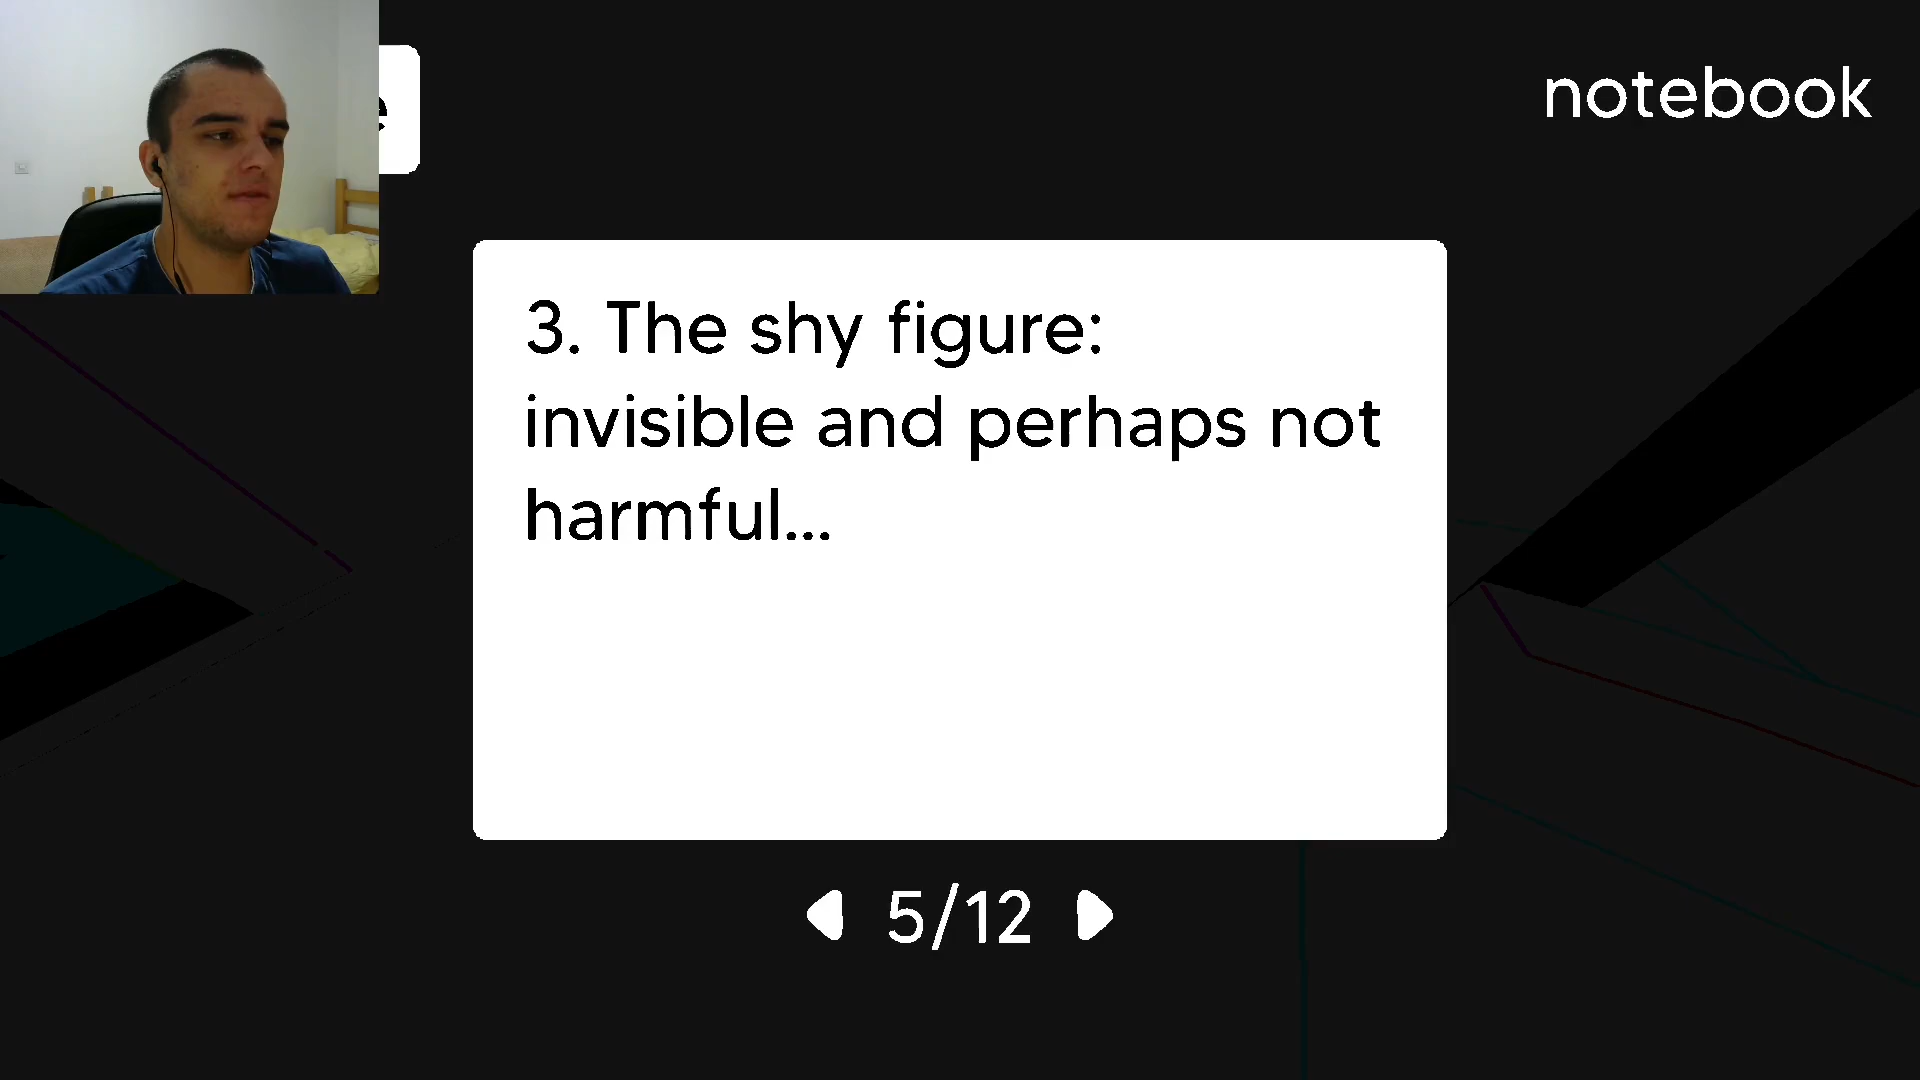 notebook
3. The shy figure:
invisible and perhaps not
harmful...
5/12